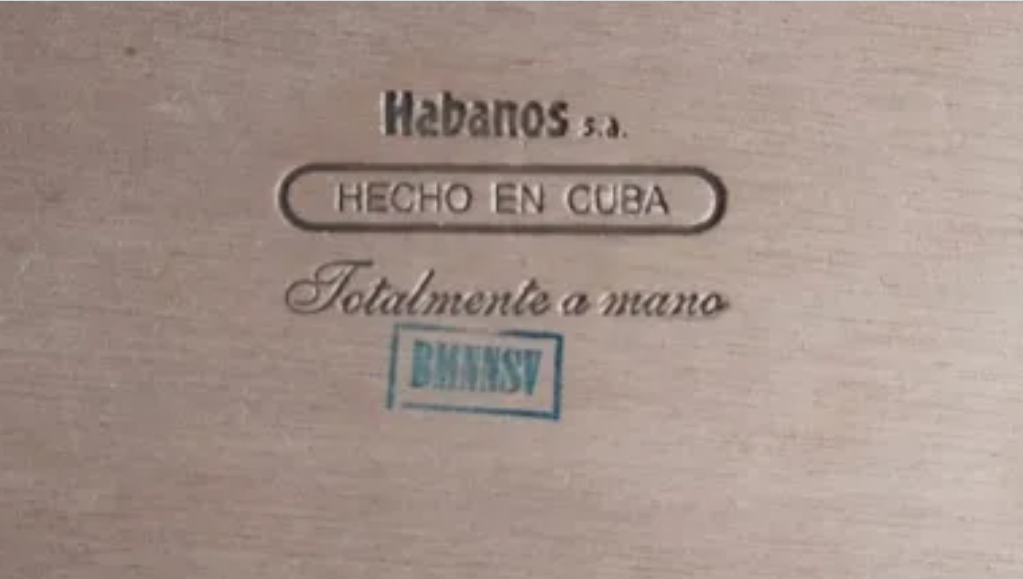 Habanos s.a.
HECHO EN CUBA
Totalmente a mano
BMNNSV